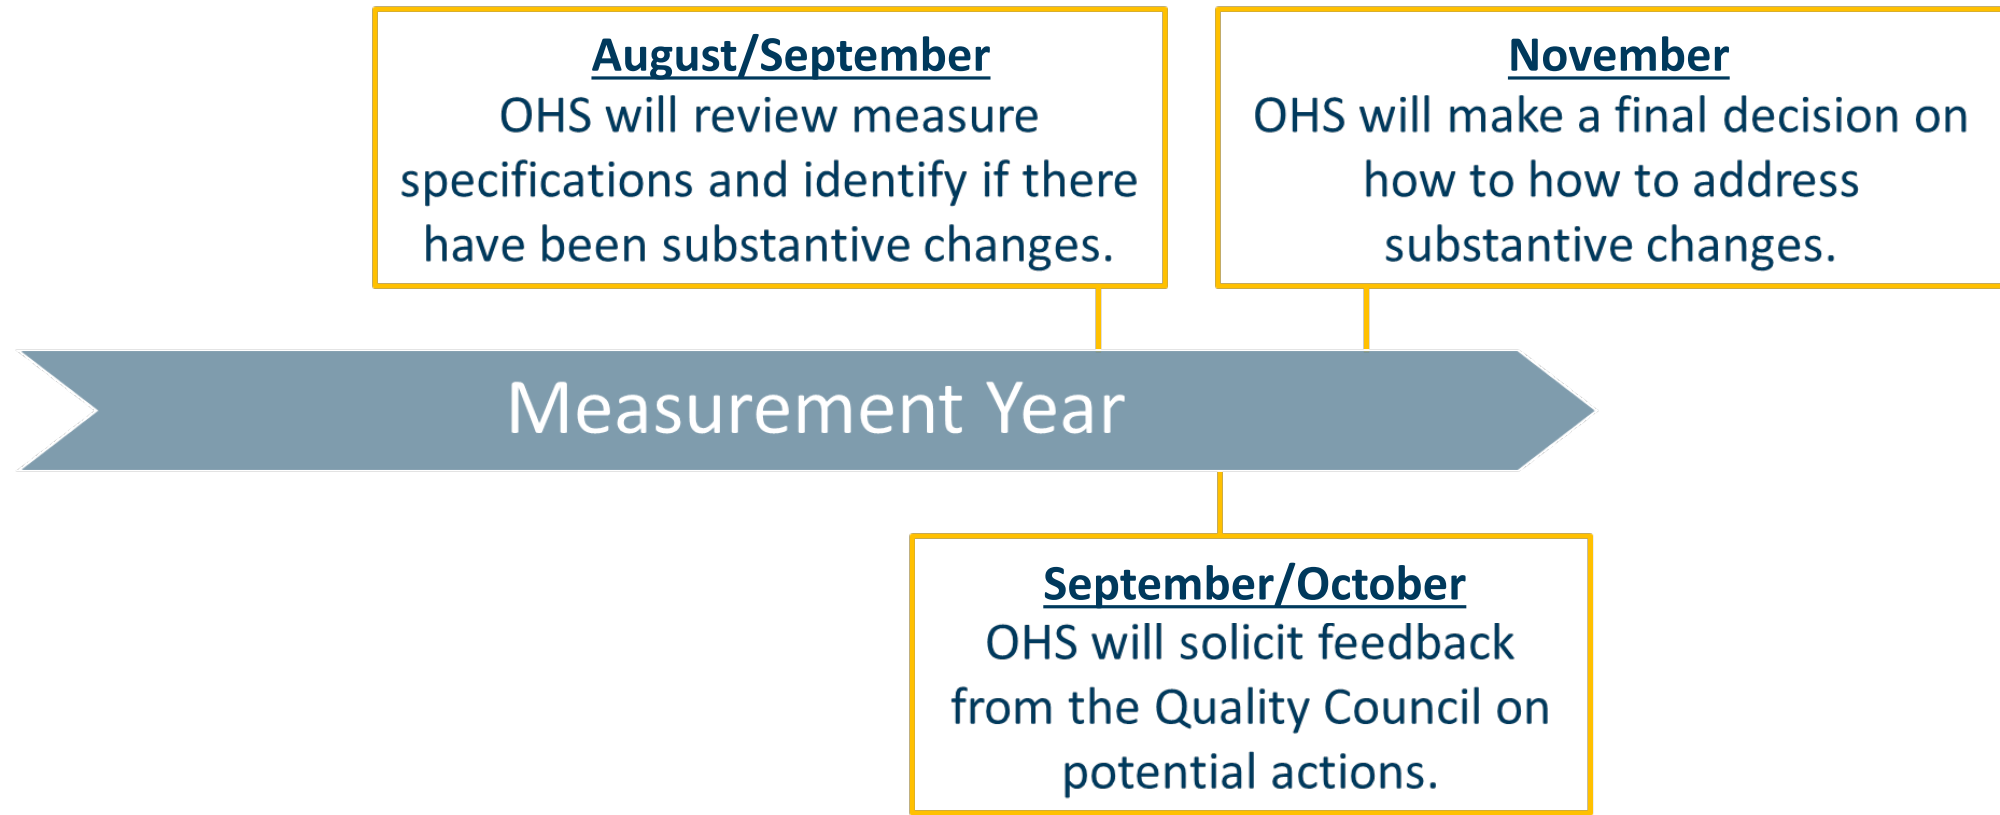 August/September
OHS will review measure
specifications and identify if there
have been substantive changes.
November
OHS will make a final decision on
how to how to address
substantive changes.
Measurement Year
September/October
OHS will solicit feedback
from the Quality Council on
potential actions.